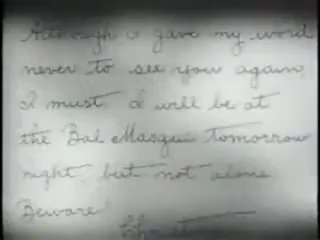 Although I gave my word
never to see you again,
I must. I will be at
the Bal Masque tomorrow
night, but not alone.
Beware